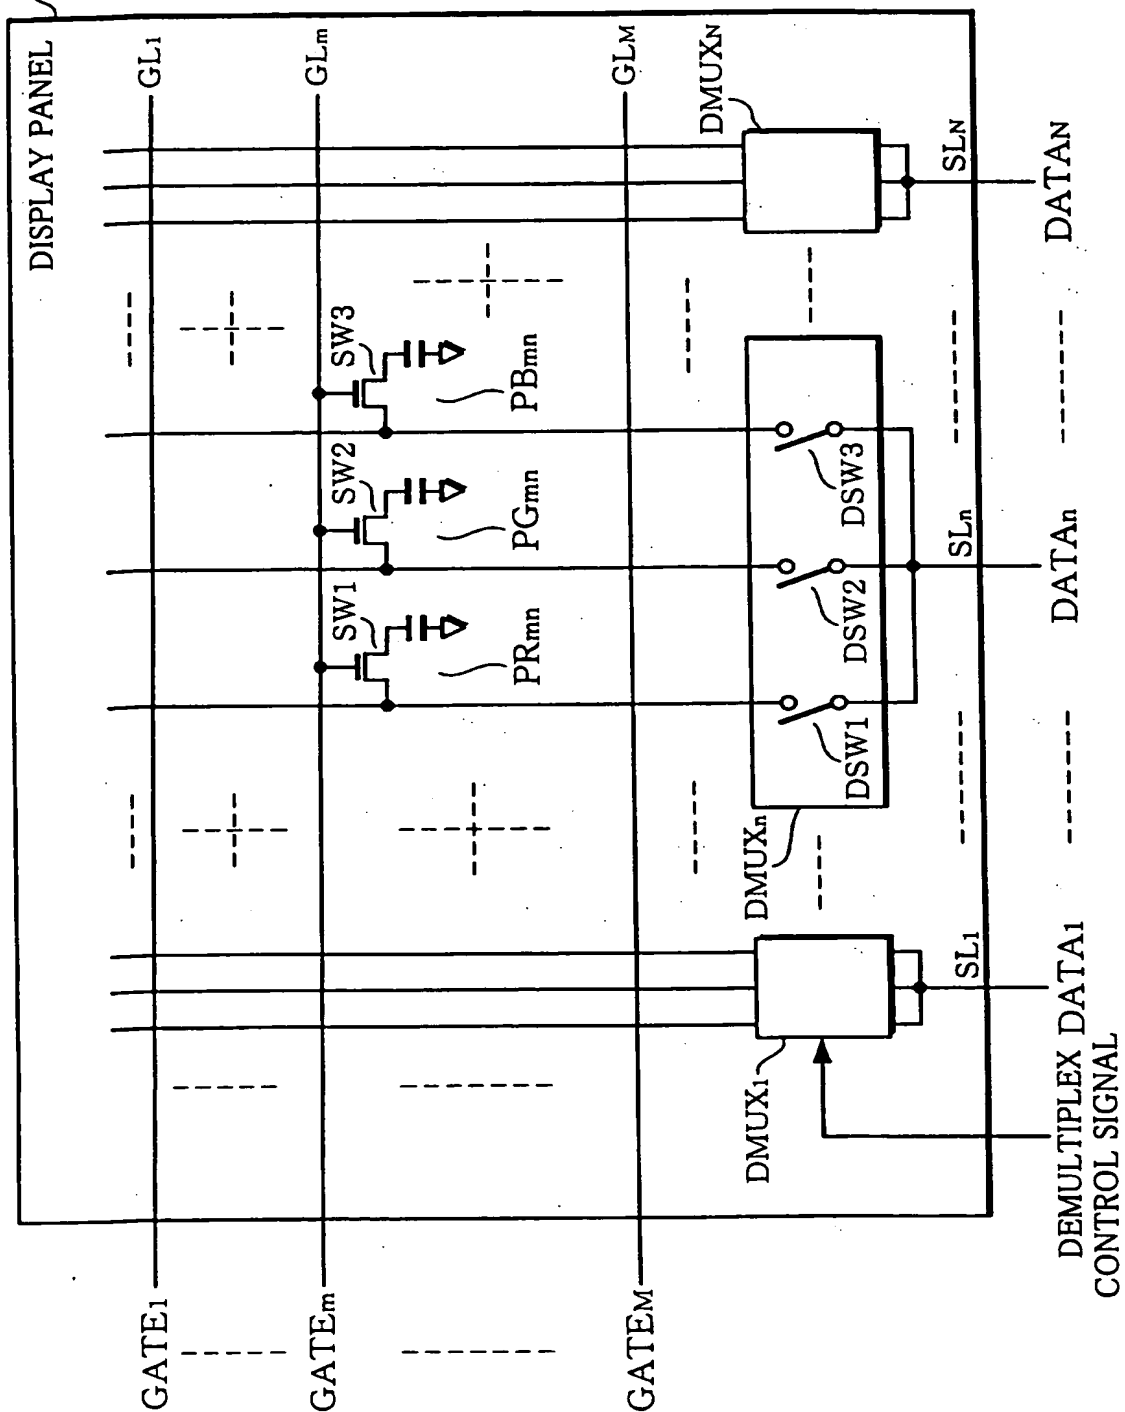 DISPLAY PANEL
GL1
GLm
GLM
GATE1
GATEm
GATEM
SW1
SW2
SW3
PRmn
PGmn
PBmn
DMUX1
DMUXn
DMUXN
DSW1
DSW2
DSW3
SL1
SLn
SLN
DEMULTIPLEX
CONTROL SIGNAL
DATA1
DATAn
DATAN